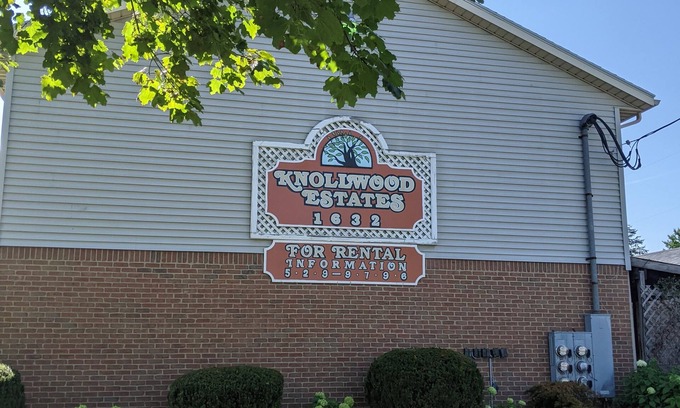 KNOLLWOOD
ESTATES
1632
FOR RENTAL
INFORMATION
529-9796